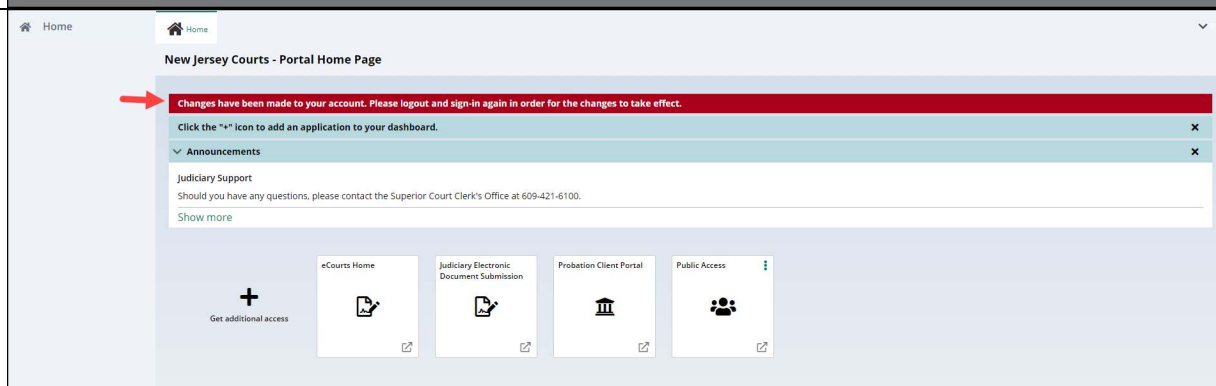 Home
Home
New Jersey Courts - Portal Home Page
Changes have been made to your account. Please logout and sign-in again in order for the changes to take effect.
Click the "+" icon to add an application to your dashboard.
Announcements
Judiciary Support
Should you have any questions, please contact the Superior Court Clerk's Office at 609-421-6100.
Show more
Get additional access
eCourts Home
Judiciary Electronic
Document Submission
Probation Client Portal
Public Access